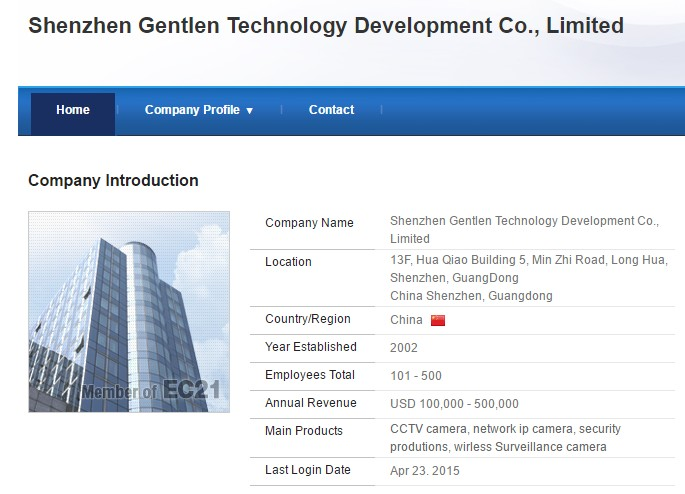 Shenzhen Gentlen Technology Development Co., Limited
Home
Company Profile ▼
Contact
Company Introduction
Member of EC21
Company Name
Shenzhen Gentlen Technology Development Co.,
Limited
Location
13F, Hua Qiao Building 5, Min Zhi Road, Long Hua,
Shenzhen, GuangDong
China Shenzhen, Guangdong
Country/Region
China
Year Established
2002
Employees Total
101 - 500
Annual Revenue
USD 100,000 - 500,000
Main Products
CCTV camera, network ip camera, security
produtions, wirless Surveillance camera
Last Login Date
Apr 23. 2015